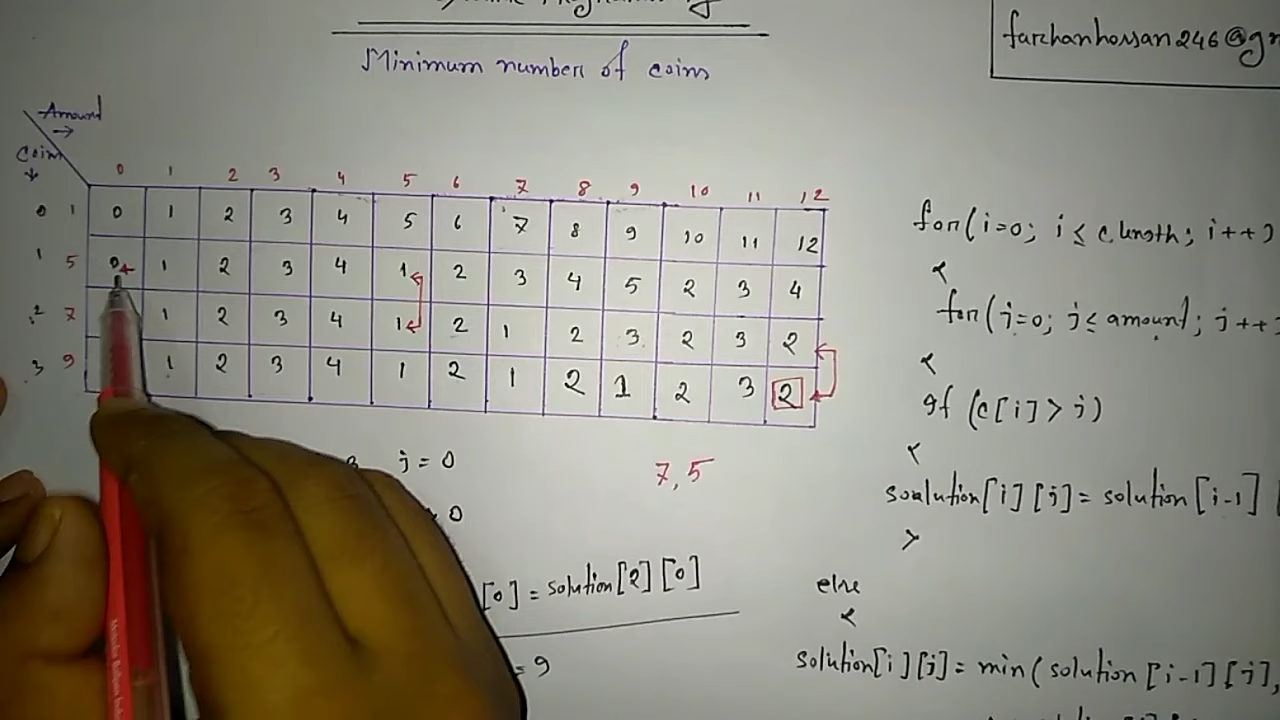 Minimum number of coins
farhanhossan246@gm
Amound
→
Coin
0 1 2 3 4 5 6 7 8 9 10 11 12
0 1 0 1 2 3 4 5 6 7 8 9 10 11 12
1 5 0 1 2 3 4 1 2 3 4 5 2 3 4
2 7 1 2 3 4 1 2 1 2 3 2 3 2
3 9 1 2 3 4 1 2 1 2 1 2 3 2
j = 0
7, 5
0
[0] = solution [2] [0]
= 9
for(i=0; i ≤ c.length; i++)
{
for(j=0; j ≤ amount; j++
{
if (c[i] > j)
{
soalution[i][j] = solution[i-1] [
}
else
{
solution[i][j] = min( solution [i-1][j],